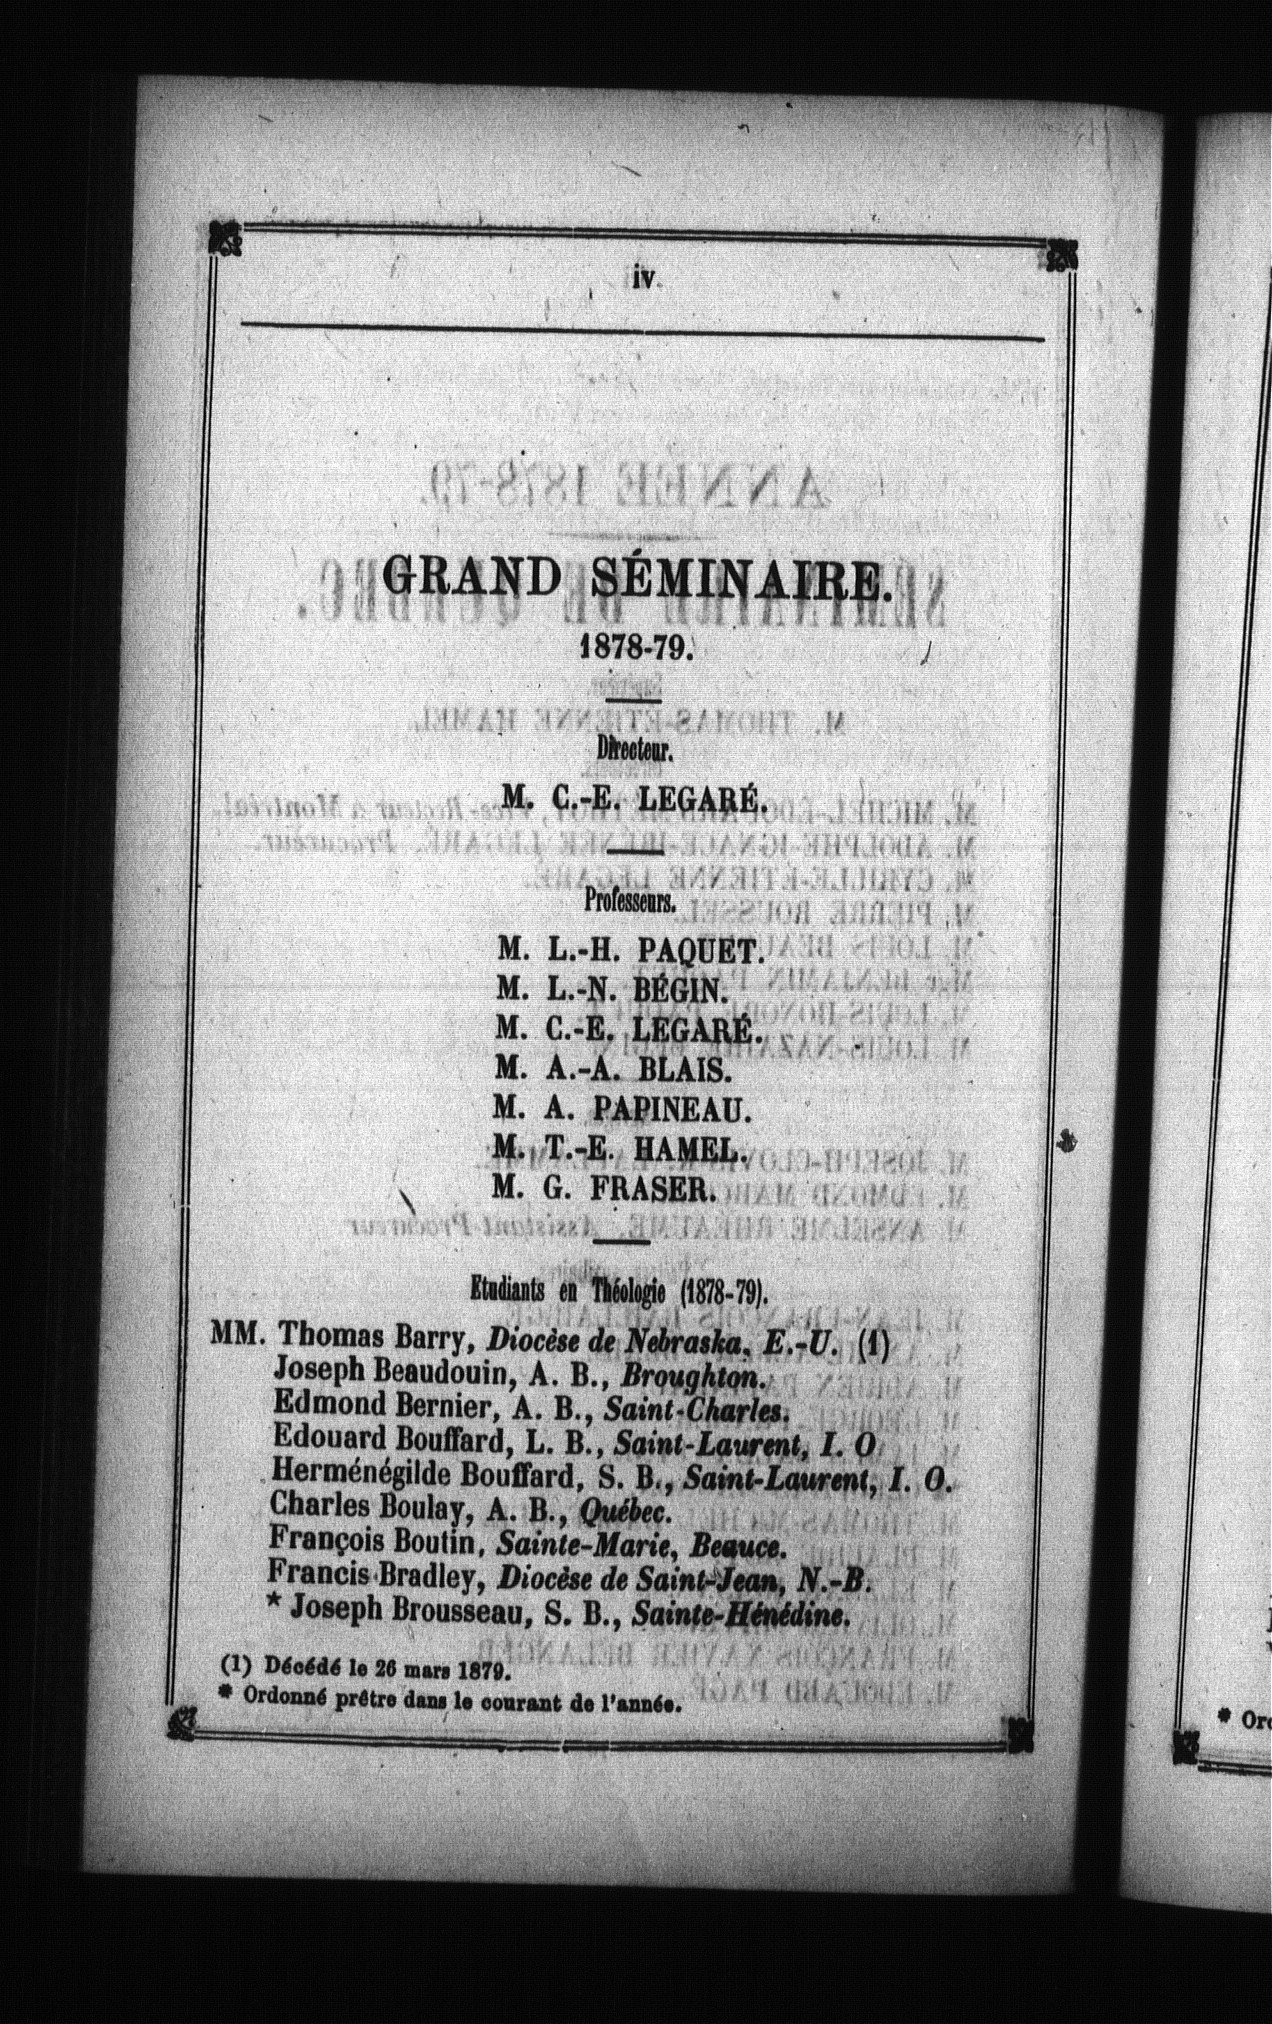 iv
GRAND SÉMINAIRE.
1878-79.
Directeur.
M. C.-E. LEGARÉ.
Professeurs.
M. L.-H. PAQUET.
M. L.-N. BÉGIN.
M. C.-E. LEGARÉ.
M. A.-A. BLAIS.
M. A. PAPINEAU.
M. T.-E. HAMEL.
M. G. FRASER.
Etudiants en Théologie (1878-79).
MM. Thomas Barry, Diocèse de Nebraska, E.-U. (1)
Joseph Beaudouin, A. B., Broughton.
Edmond Bernier, A. B., Saint-Charles.
Edouard Bouffard, L. B., Saint-Laurent, I. O
Herménégilde Bouffard, S. B., Saint-Laurent, I. O.
Charles Boulay, A. B., Québec.
François Boutin, Sainte-Marie, Beauce.
Francis Bradley, Diocèse de Saint-Jean, N.-B.
* Joseph Brousseau, S. B., Sainte-Hénédine.
(1) Décédé le 26 mars 1879.
* Ordonné prêtre dans le courant de l'année.